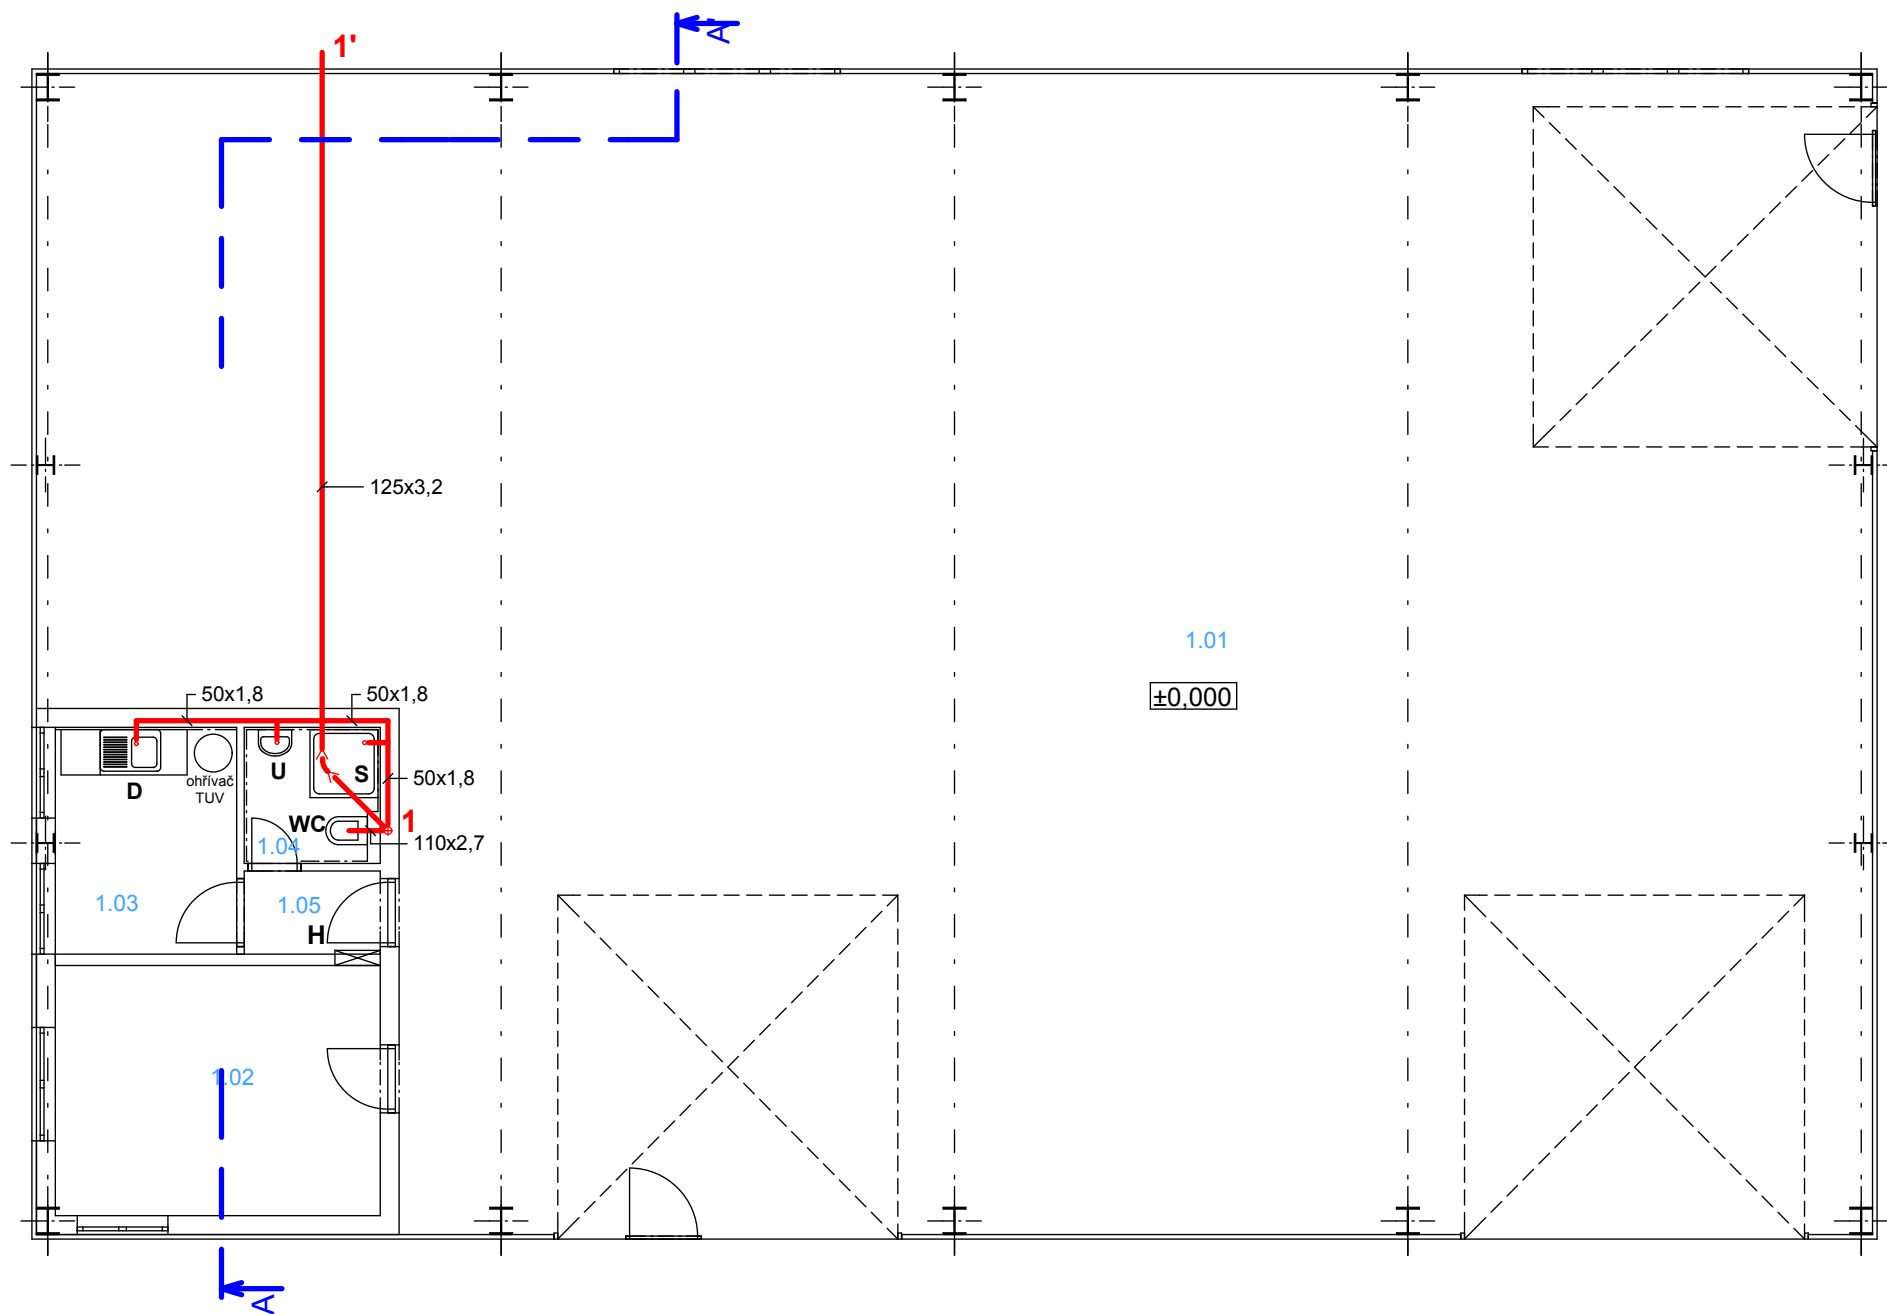 1'
A'
125x3,2
1.01
±0,000
50x1,8
50x1,8
50x1,8
D
ohřívač
TUV
U
S
WC
1
110x2,7
1.04
1.03
1.05
H
1.02
A